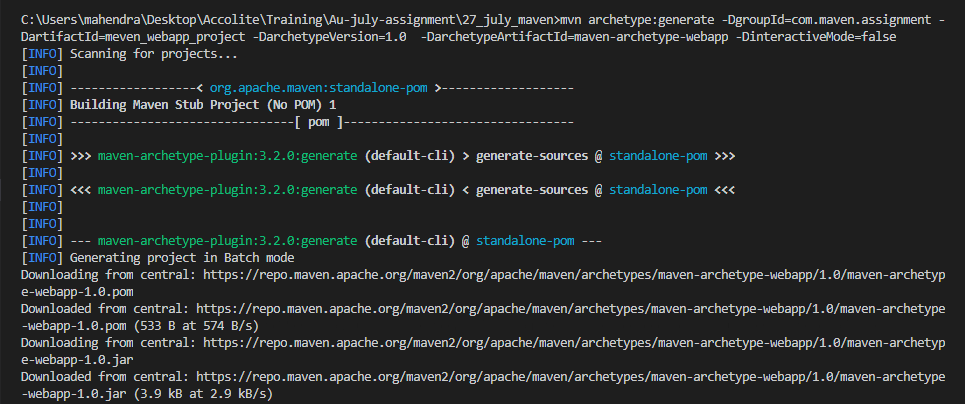 C:\Users\mahendra\Desktop\Accolite\Training\Au-july-assignment\27_july_maven>mvn archetype:generate -DgroupId=com.maven.assignment -
DartifactId=meven_webapp_project -DarchetypeVersion=1.0  -DarchetypeArtifactId=maven-archetype-webapp -DinteractiveMode=false
[INFO] Scanning for projects...
[INFO]
[INFO] ------------------< org.apache.maven:standalone-pom >-------------------
[INFO] Building Maven Stub Project (No POM) 1
[INFO] --------------------------------[ pom ]---------------------------------
[INFO]
[INFO] >>> maven-archetype-plugin:3.2.0:generate (default-cli) > generate-sources @ standalone-pom >>>
[INFO]
[INFO] <<< maven-archetype-plugin:3.2.0:generate (default-cli) < generate-sources @ standalone-pom <<<
[INFO]
[INFO]
[INFO] --- maven-archetype-plugin:3.2.0:generate (default-cli) @ standalone-pom ---
[INFO] Generating project in Batch mode
Downloading from central: https://repo.maven.apache.org/maven2/org/apache/maven/archetypes/maven-archetype-webapp/1.0/maven-archetyp
e-webapp-1.0.pom
Downloaded from central: https://repo.maven.apache.org/maven2/org/apache/maven/archetypes/maven-archetype-webapp/1.0/maven-archetype
-webapp-1.0.pom (533 B at 574 B/s)
Downloading from central: https://repo.maven.apache.org/maven2/org/apache/maven/archetypes/maven-archetype-webapp/1.0/maven-archetyp
e-webapp-1.0.jar
Downloaded from central: https://repo.maven.apache.org/maven2/org/apache/maven/archetypes/maven-archetype-webapp/1.0/maven-archetype
-webapp-1.0.jar (3.9 kB at 2.9 kB/s)